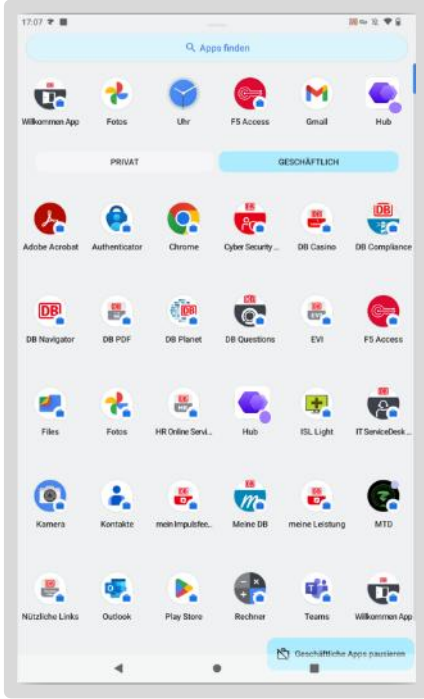 17:07
Apps finden
Willkommen App Fotos Uhr F5 Access Gmail Hub
PRIVAT GESCHÄFTLICH
Adobe Acrobat Authenticator Chrome Cyber Security ... DB Casino DB Compliance
DB Navigator DB PDF DB Planet DB Questions EVI F5 Access
Files Fotos HR Online Servi... Hub ISL Light IT ServiceDesk...
Kamera Kontakte mein Impulsfee... Meine DB meine Leistung MTD
Nützliche Links Outlook Play Store Rechner Teams Willkommen App
Geschäftliche Apps pausieren